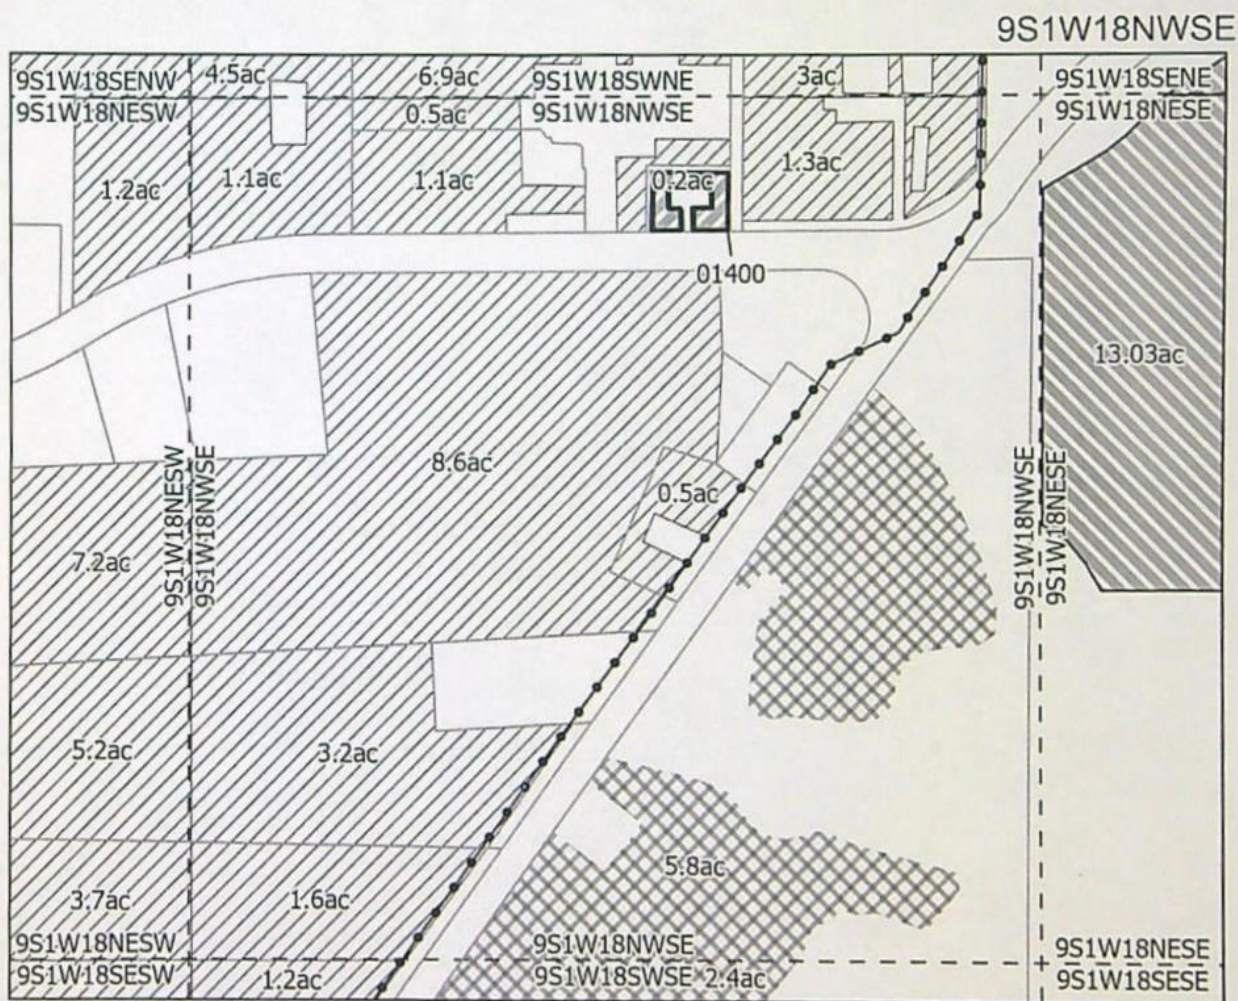 9S1W18NWSE
9S1W18SENW 4.5ac 6.9ac 9S1W18SWNE 3ac 9S1W18SENE
9S1W18NESW 0.5ac 9S1W18NWSE 9S1W18NESE
1.2ac 1.1ac 1.1ac 0.2ac 1.3ac
01400
13.03ac
8.6ac
0.5ac
9S1W18NESW
9S1W18NWSE
9S1W18NWSE
9S1W18NESE
7.2ac
5.2ac 3.2ac
5.8ac
3.7ac 1.6ac
9S1W18NESW 9S1W18NWSE 9S1W18NESE
9S1W18SESW 1.2ac 9S1W18SWSE 2.4ac 9S1W18SESE